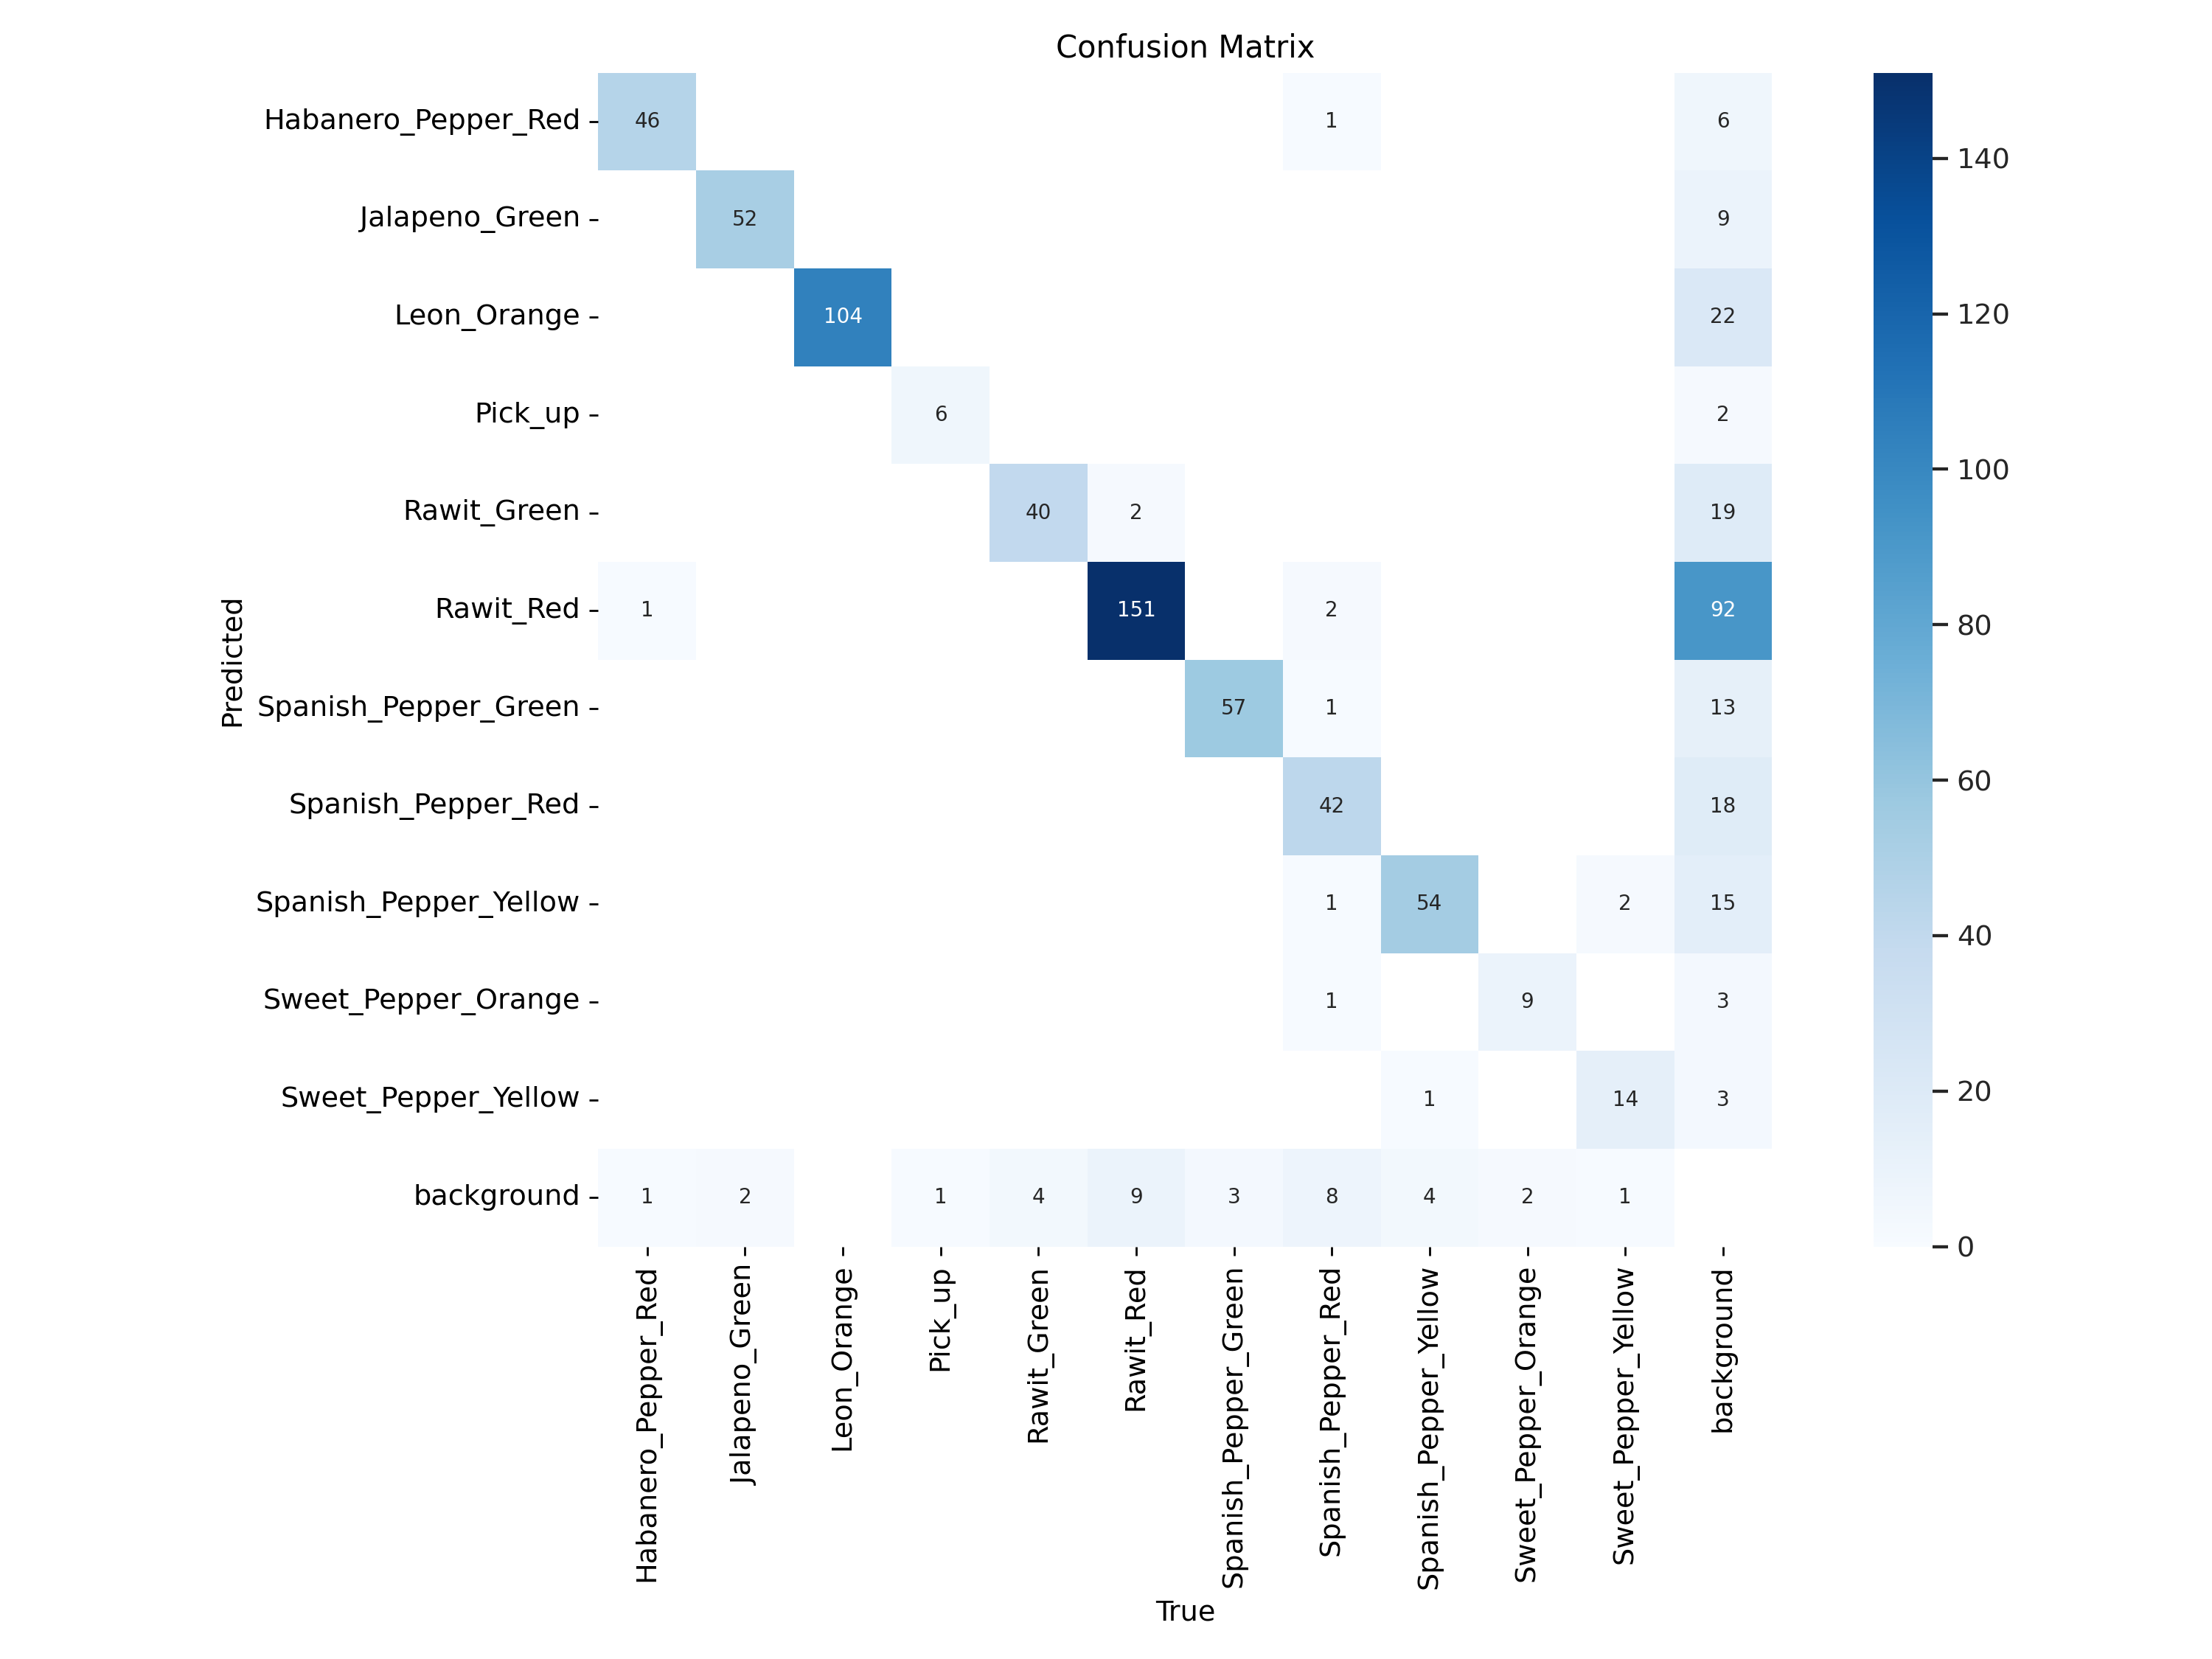 Confusion Matrix
Habanero_Pepper_Red 46 1 6
Jalapeno_Green 52 9
Leon_Orange 104 22
Pick_up 6 2
Rawit_Green 40 2 19
Rawit_Red 1 151 2 92
Spanish_Pepper_Green 57 1 13
Spanish_Pepper_Red 42 18
Spanish_Pepper_Yellow 1 54 2 15
Sweet_Pepper_Orange 1 9 3
Sweet_Pepper_Yellow 1 14 3
background 1 2 1 4 9 3 8 4 2 1
Predicted
Habanero_Pepper_Red
Jalapeno_Green
Leon_Orange
Pick_up
Rawit_Green
Rawit_Red
Spanish_Pepper_Green
Spanish_Pepper_Red
Spanish_Pepper_Yellow
Sweet_Pepper_Orange
Sweet_Pepper_Yellow
background
True
140
120
100
80
60
40
20
0